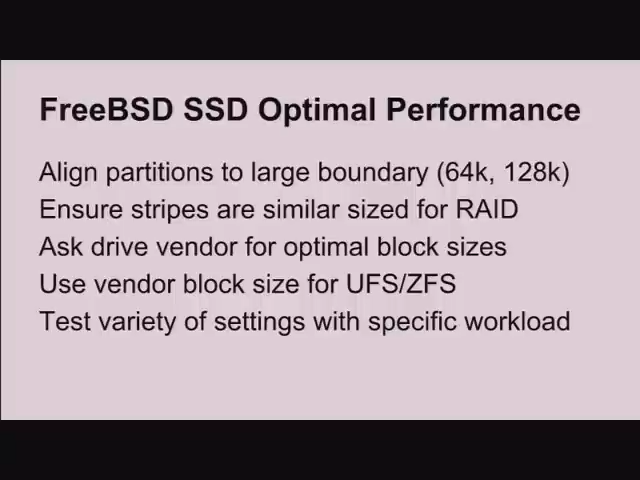 FreeBSD SSD Optimal Performance
Align partitions to large boundary (64k, 128k)
Ensure stripes are similar sized for RAID
Ask drive vendor for optimal block sizes
Use vendor block size for UFS/ZFS
Test variety of settings with specific workload